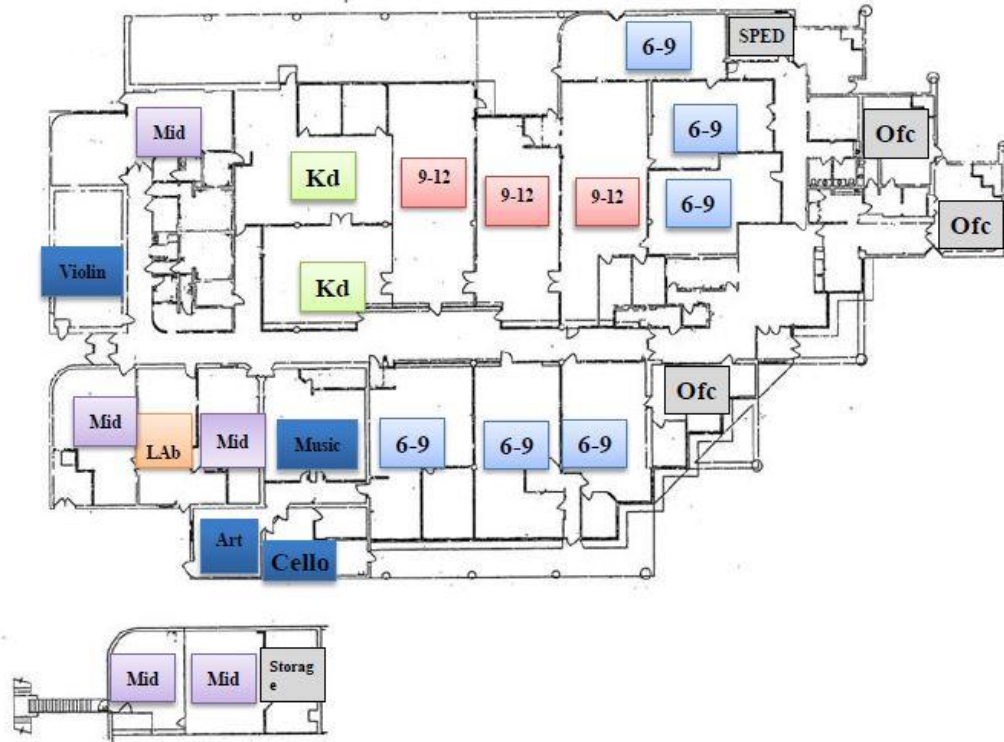 6-9
SPED
Mid
6-9
Ofc
Kd
9-12
9-12
9-12
6-9
Ofc
Violin
Kd
Ofc
Mid
LAb
Mid
Music
6-9
6-9
6-9
Art
Cello
Mid
Mid
Storag
e